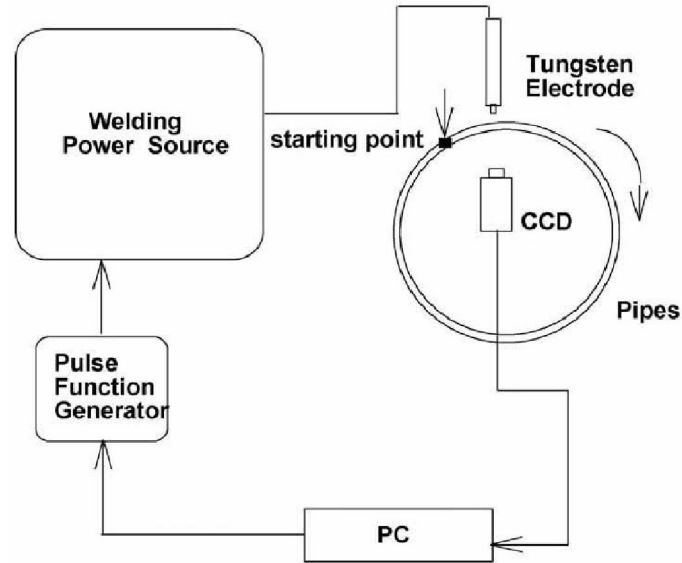 Tungsten
Electrode
Welding
Power Source
starting point
CCD
Pipes
Pulse
Function
Generator
PC